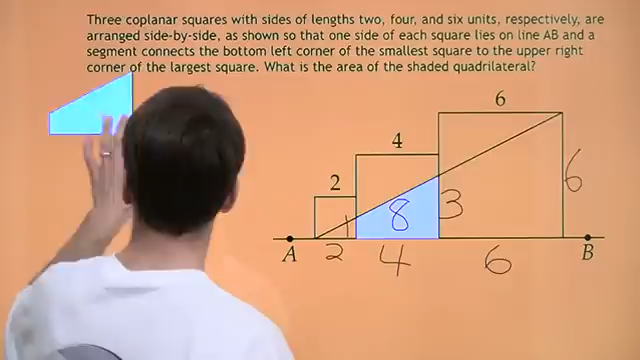 Three coplanar squares with sides of lengths two, four, and six units, respectively, are
arranged side-by-side, as shown so that one side of each square lies on line AB and a
segment connects the bottom left corner of the smallest square to the upper right
corner of the largest square. What is the area of the shaded quadrilateral?
6
4
2
6
8
3
1
A
2
4
6
B